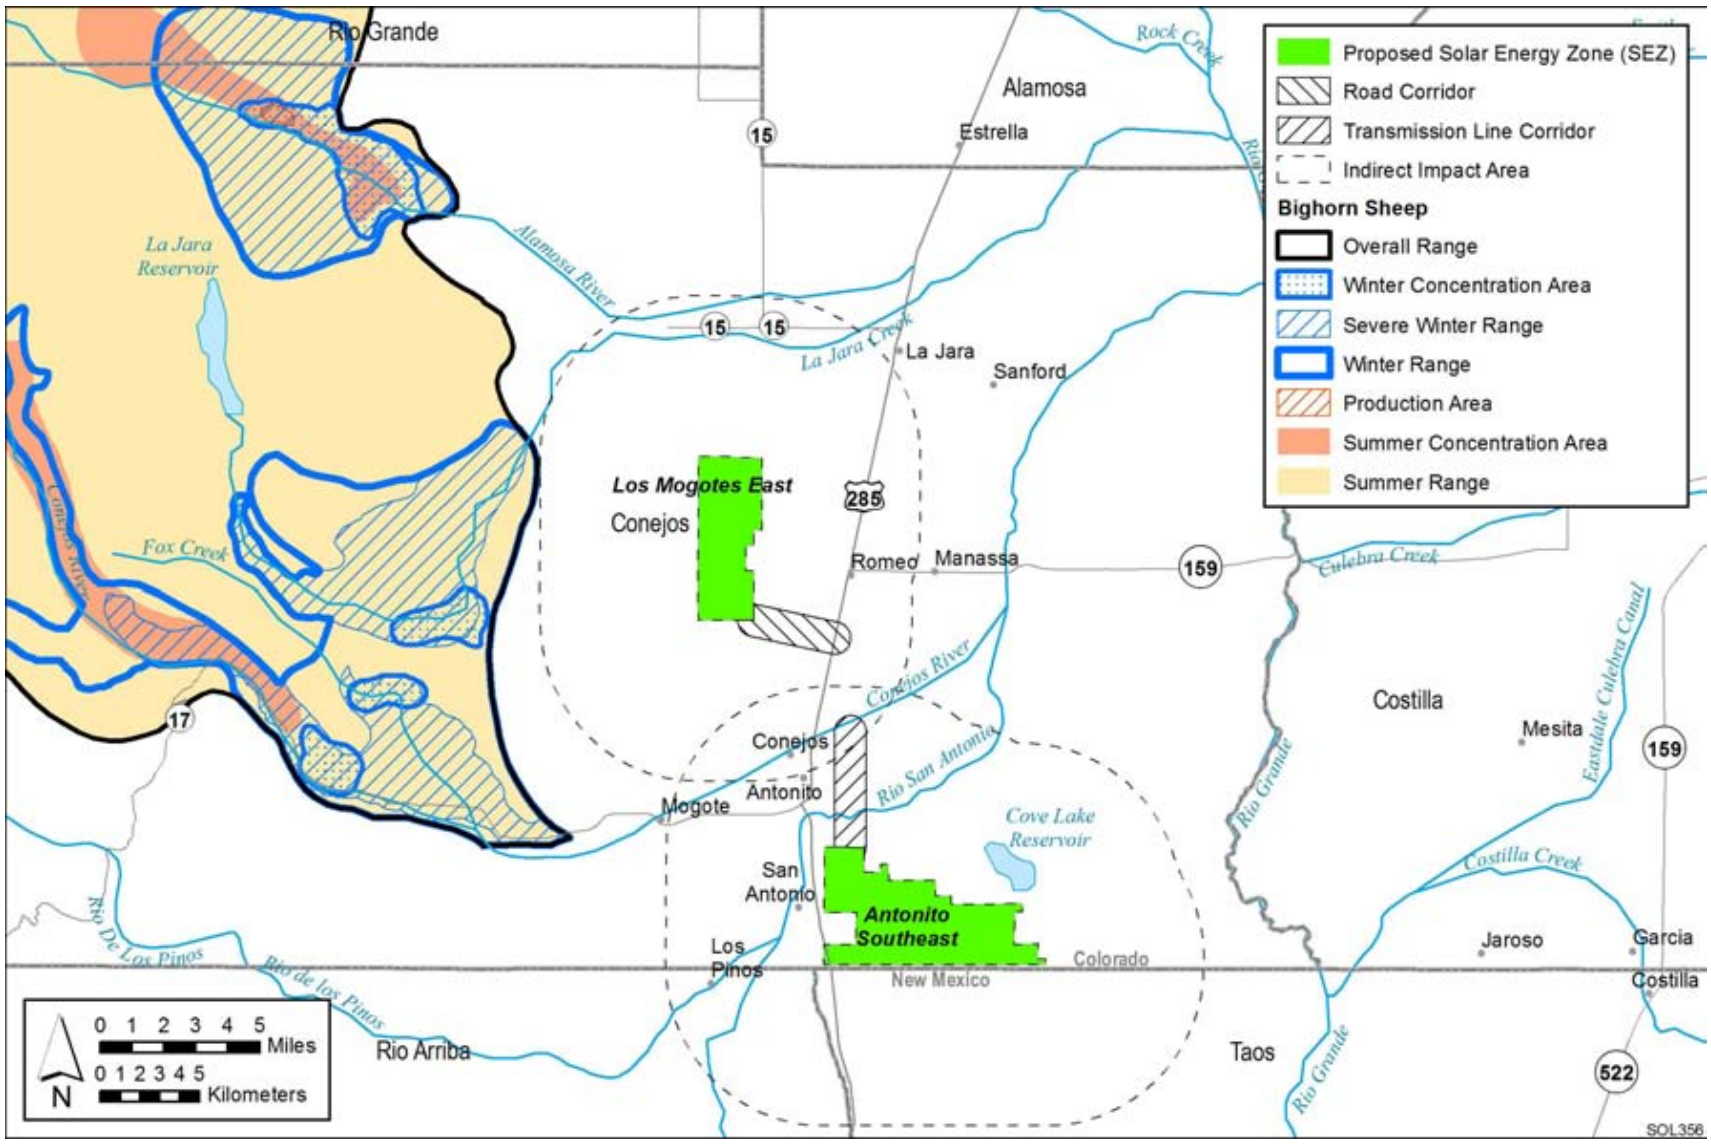 Rio Grande
Rock Creek
Alamosa
15
Estrella
Proposed Solar Energy Zone (SEZ)
Road Corridor
Transmission Line Corridor
Indirect Impact Area
Bighorn Sheep
Overall Range
Winter Concentration Area
Severe Winter Range
Winter Range
Production Area
Summer Concentration Area
Summer Range
La Jara
Reservoir
Alamosa River
15
15
La Jara Creek
La Jara
Sanford
Los Mogotes East
Conejos
285
Conejos River
Fox Creek
Romeo
Manassa
159
Culebra Creek
Eastdale Culebra Canal
Conejos River
Costilla
17
Mesita
159
Conejos
Rio San Antonio
Rio Grande
Antonito
Mogote
Cove Lake
Reservoir
Costilla Creek
San
Antonio
Antonito
Southeast
Rio De Los Pinos
Los
Pinos
Jaroso
Garcia
Colorado
New Mexico
Costilla
Rio de los Pinos
Rio Arriba
Taos
Rio Grande
522
0 1 2 3 4 5
Miles
0 1 2 3 4 5
Kilometers
N
SOL356